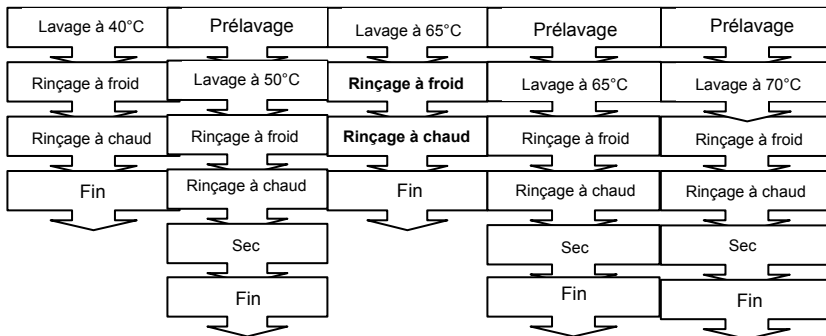 Lavage à 40°C
Rinçage à froid
Rinçage à chaud
Fin
Prélavage
Lavage à 50°C
Rinçage à froid
Rinçage à chaud
Sec
Fin
Lavage à 65°C
Rinçage à froid
Rinçage à chaud
Fin
Prélavage
Lavage à 65°C
Rinçage à froid
Rinçage à chaud
Sec
Fin
Prélavage
Lavage à 70°C
Rinçage à froid
Rinçage à chaud
Sec
Fin